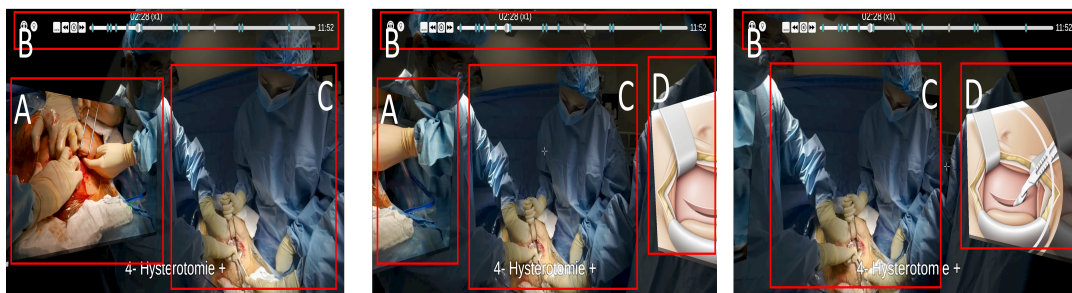 02:28 (x1)
11:52
B
A
C
4- Hysterotomie +
02:28 (x1)
11:52
B
A
C
D
4- Hysterotomie +
02:28 (x1)
11:52
B
C
D
4- Hysterotomie +